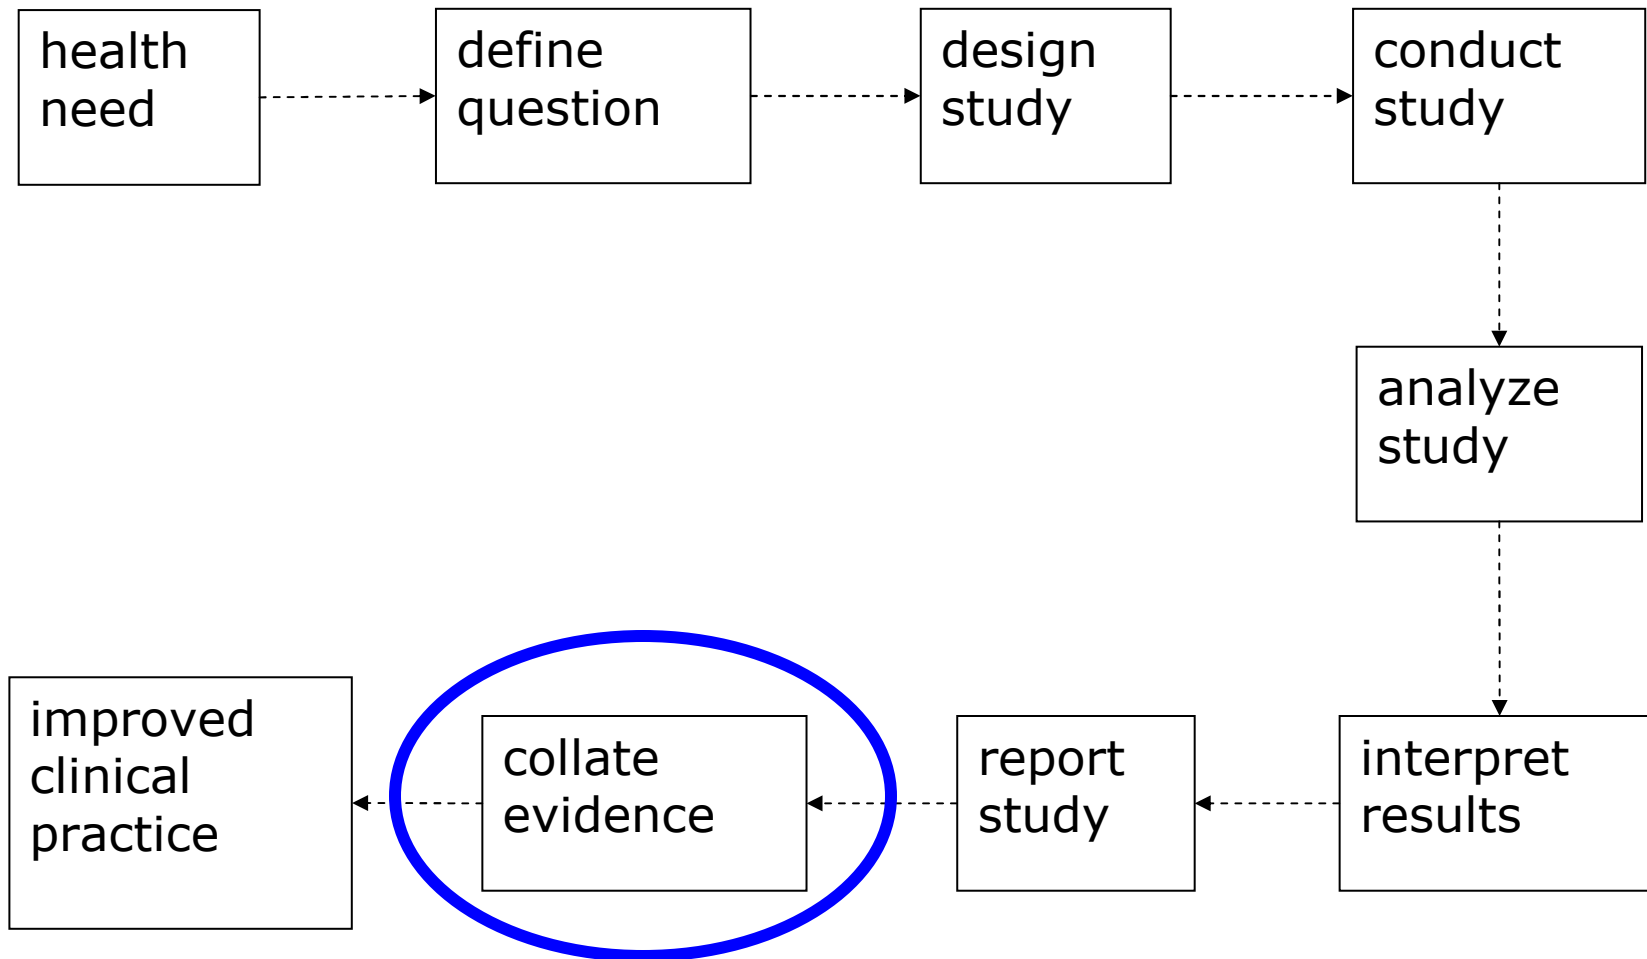 health
need
define
question
design
study
conduct
study
analyze
study
interpret
results
report
study
collate
evidence
improved
clinical
practice